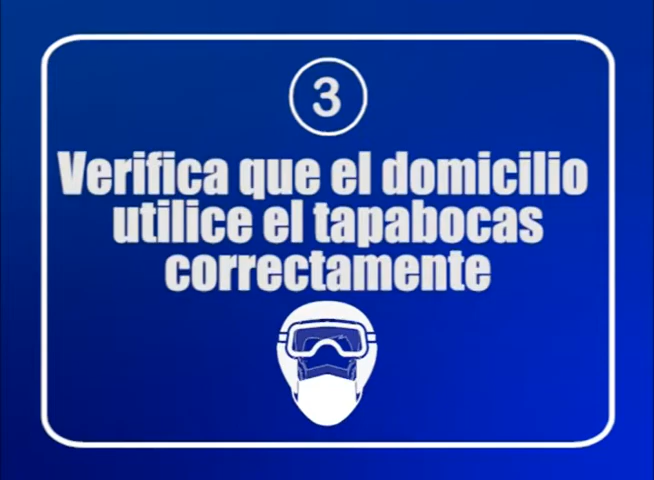 3
Verifica que el domicilio
utilice el tapabocas
correctamente